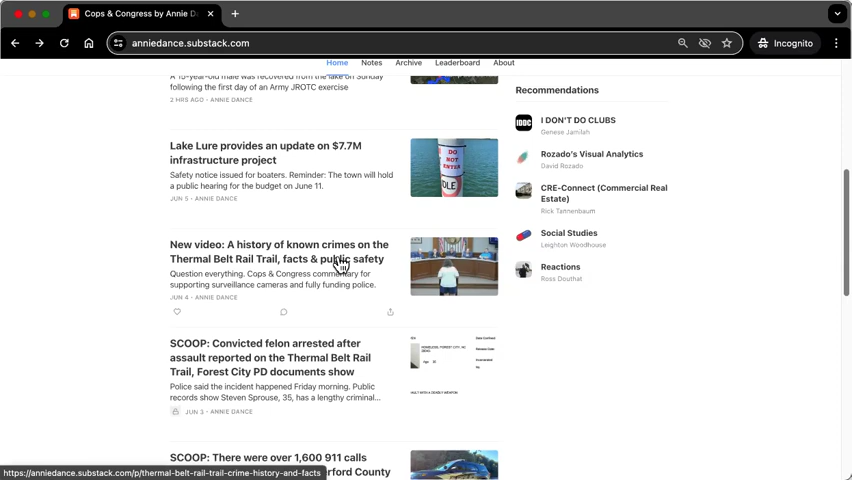 Cops & Congress by Annie D
anniedance.substack.com
Incognito
Home Notes Archive Leaderboard About
A 15-year-old male was recovered from the lake on Sunday
following the first day of an Army JROTC exercise
2 HRS AGO • ANNIE DANCE
Lake Lure provides an update on $7.7M
infrastructure project
Safety notice issued for boaters. Reminder: The town will hold
a public hearing for the budget on June 11.
JUN 5 • ANNIE DANCE
DO
NOT
ENTER
IDLE
New video: A history of known crimes on the
Thermal Belt Rail Trail, facts & public safety
Question everything. Cops & Congress commentary for
supporting surveillance cameras and fully funding police.
JUN 4 • ANNIE DANCE
SCOOP: Convicted felon arrested after
assault reported on the Thermal Belt Rail
Trail, Forest City PD documents show
Police said the incident happened Friday morning. Public
records show Steven Sprouse, 35, has a lengthy criminal...
JUN 3 • ANNIE DANCE
SCOOP: There were over 1,600 911 calls
erford County
Recommendations
IDDC
I DON'T DO CLUBS
Genese Jamilah
Rozado's Visual Analytics
David Rozado
CRE-Connect (Commercial Real
Estate)
Rick Tannenbaum
Social Studies
Leighton Woodhouse
Reactions
Ross Douthat
https://anniedance.substack.com/p/thermal-belt-rail-trail-crime-history-and-facts